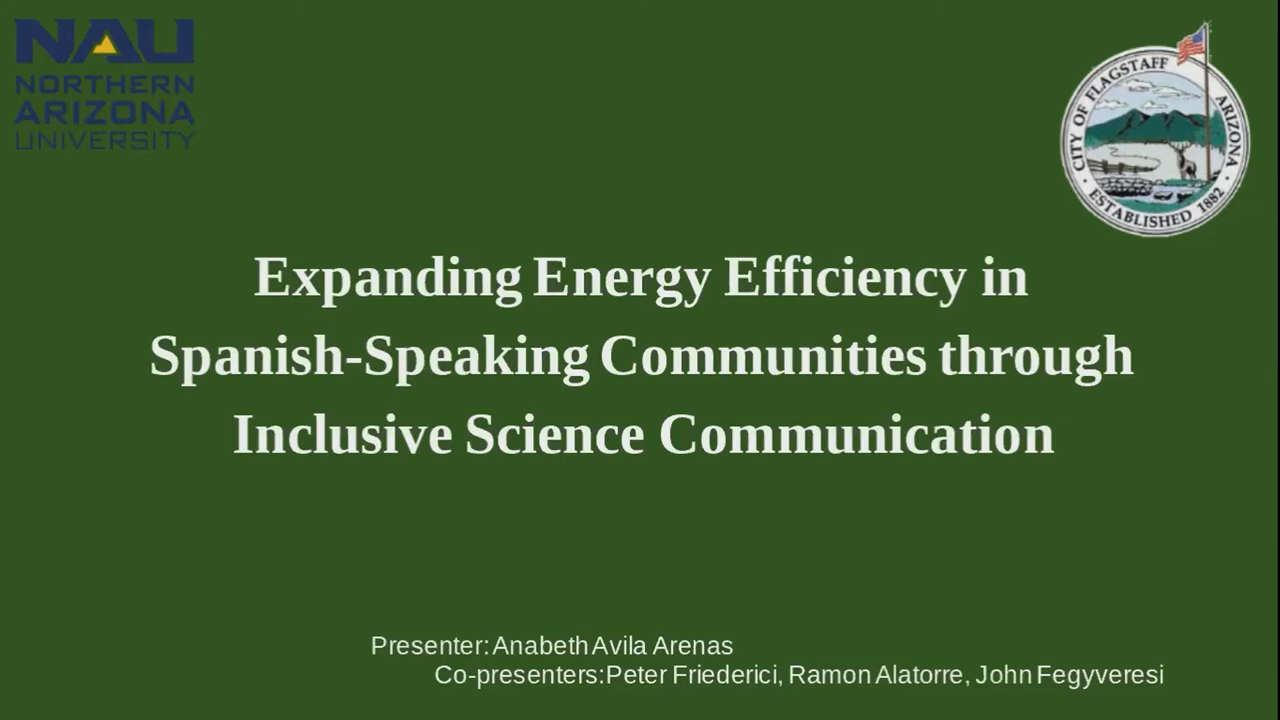 NAU
NORTHERN
ARIZONA
UNIVERSITY
CITY OF FLAGSTAFF ARIZONA
· ESTABLISHED 1882 ·
Expanding Energy Efficiency in
Spanish-Speaking Communities through
Inclusive Science Communication
Presenter: Anabeth Avila Arenas
Co-presenters: Peter Friederici, Ramon Alatorre, John Fegyveresi